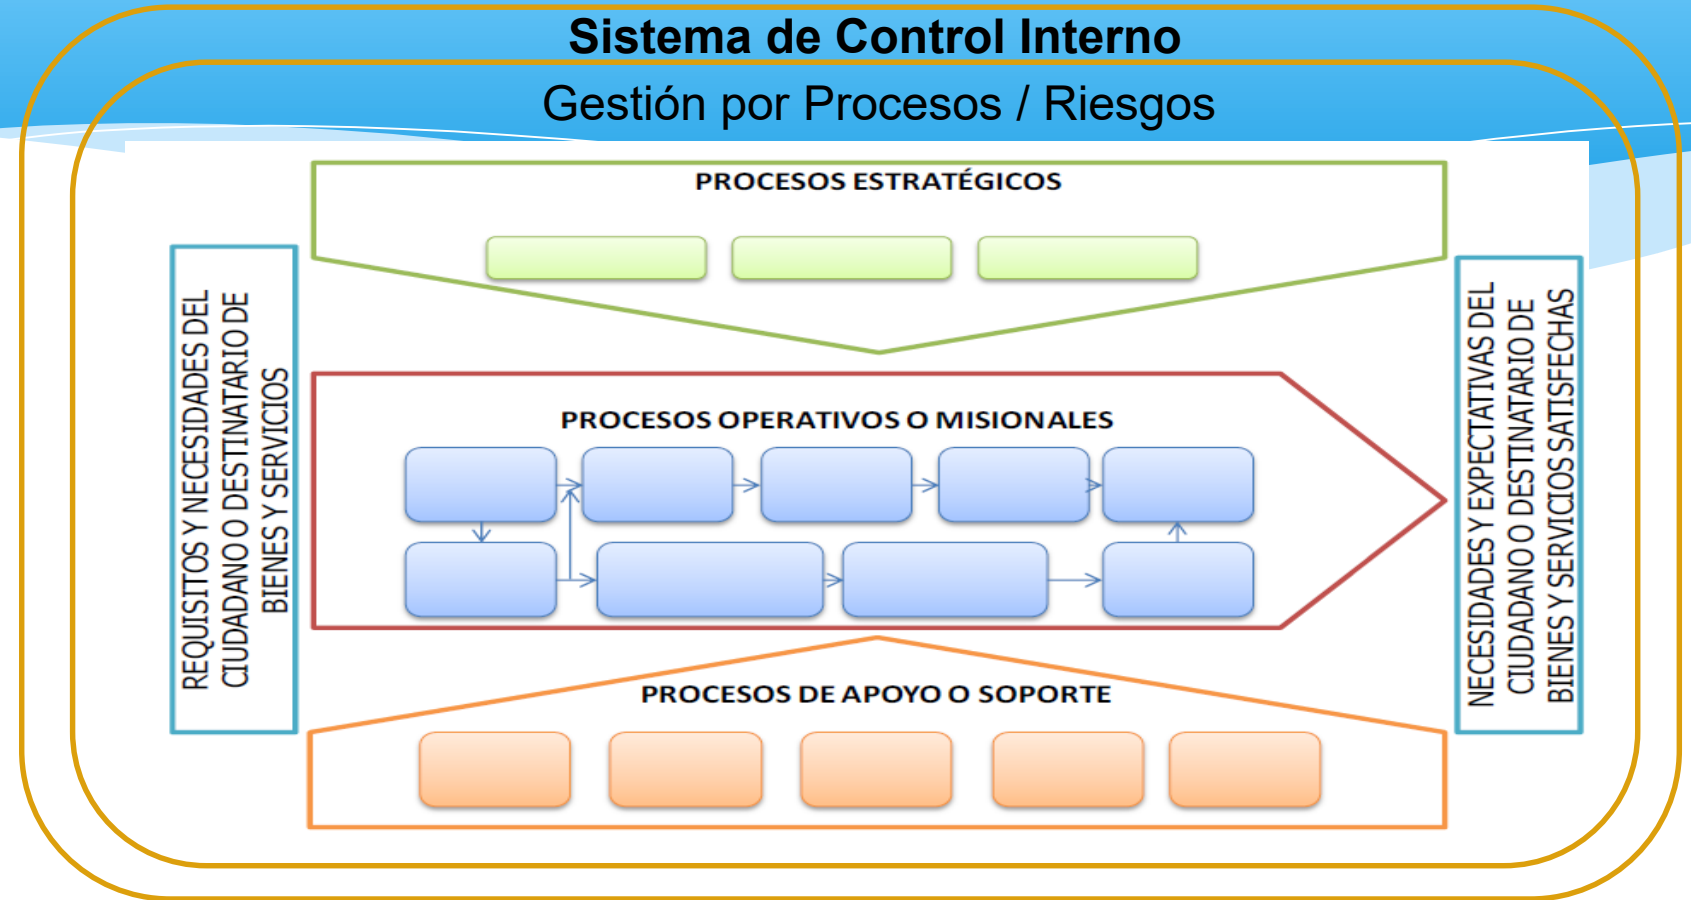 Sistema de Control Interno
Gestión por Procesos / Riesgos
PROCESOS ESTRATÉGICOS
REQUISITOS Y NECESIDADES DEL
CIUDADANO O DESTINATARIO DE
BIENES Y SERVICIOS
PROCESOS OPERATIVOS O MISIONALES
NECESIDADES Y EXPECTATIVAS DEL
CIUDADANO O DESTINATARIO DE
BIENES Y SERVICIOS SATISFECHAS
PROCESOS DE APOYO O SOPORTE